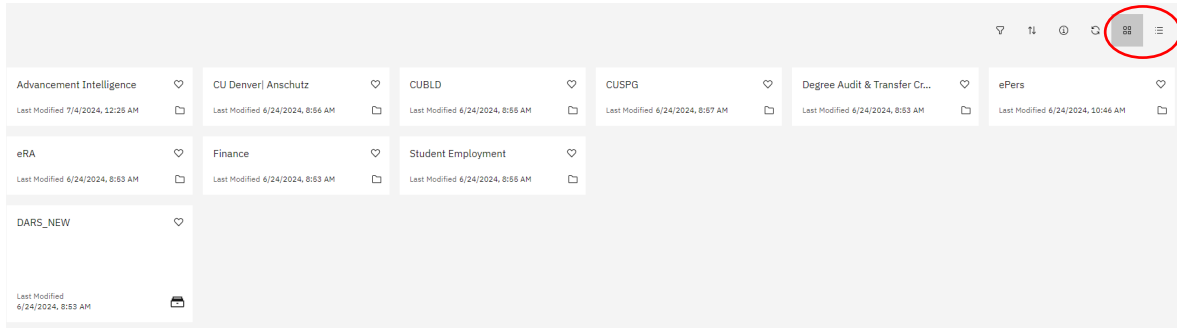 Advancement Intelligence
Last Modified 7/4/2024, 12:25 AM
CU Denver| Anschutz
Last Modified 6/24/2024, 8:56 AM
CUBLD
Last Modified 6/24/2024, 8:55 AM
CUSPG
Last Modified 6/24/2024, 8:57 AM
Degree Audit & Transfer Cr...
Last Modified 6/24/2024, 8:53 AM
ePers
Last Modified 6/24/2024, 10:46 AM
eRA
Last Modified 6/24/2024, 8:53 AM
Finance
Last Modified 6/24/2024, 8:53 AM
Student Employment
Last Modified 6/24/2024, 8:55 AM
DARS_NEW
Last Modified
6/24/2024, 8:53 AM